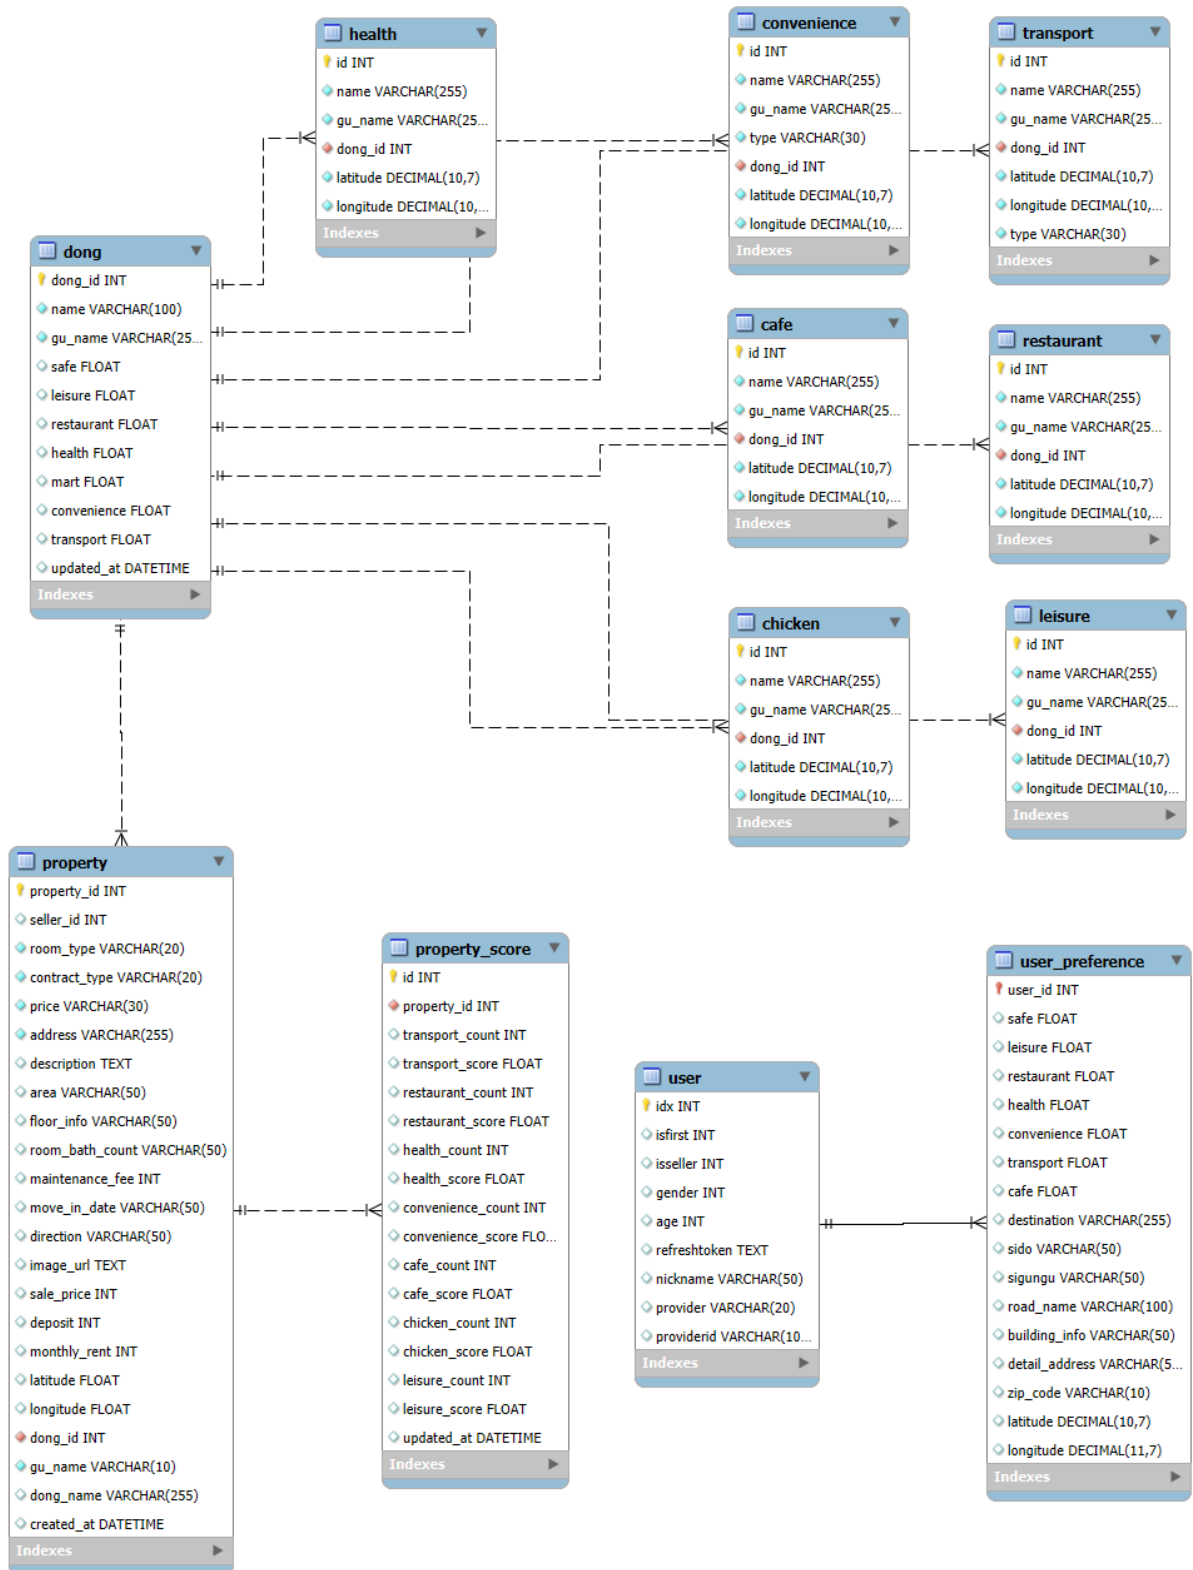 health
id INT
name VARCHAR(255)
gu_name VARCHAR(25...
dong_id INT
latitude DECIMAL(10,7)
longitude DECIMAL(10,...
Indexes
convenience
id INT
name VARCHAR(255)
gu_name VARCHAR(25...
type VARCHAR(30)
dong_id INT
latitude DECIMAL(10,7)
longitude DECIMAL(10,...
Indexes
transport
id INT
name VARCHAR(255)
gu_name VARCHAR(25...
dong_id INT
latitude DECIMAL(10,7)
longitude DECIMAL(10,...
type VARCHAR(30)
Indexes
dong
dong_id INT
name VARCHAR(100)
gu_name VARCHAR(25...
safe FLOAT
leisure FLOAT
restaurant FLOAT
health FLOAT
mart FLOAT
convenience FLOAT
transport FLOAT
updated_at DATETIME
Indexes
cafe
id INT
name VARCHAR(255)
gu_name VARCHAR(25...
dong_id INT
latitude DECIMAL(10,7)
longitude DECIMAL(10,...
Indexes
restaurant
id INT
name VARCHAR(255)
gu_name VARCHAR(25...
dong_id INT
latitude DECIMAL(10,7)
longitude DECIMAL(10,...
Indexes
chicken
id INT
name VARCHAR(255)
gu_name VARCHAR(25...
dong_id INT
latitude DECIMAL(10,7)
longitude DECIMAL(10,...
Indexes
leisure
id INT
name VARCHAR(255)
gu_name VARCHAR(25...
dong_id INT
latitude DECIMAL(10,7)
longitude DECIMAL(10,...
Indexes
property
property_id INT
seller_id INT
room_type VARCHAR(20)
contract_type VARCHAR(20)
price VARCHAR(30)
address VARCHAR(255)
description TEXT
area VARCHAR(50)
floor_info VARCHAR(50)
room_bath_count VARCHAR(50)
maintenance_fee INT
move_in_date VARCHAR(50)
direction VARCHAR(50)
image_url TEXT
sale_price INT
deposit INT
monthly_rent INT
latitude FLOAT
longitude FLOAT
dong_id INT
gu_name VARCHAR(10)
dong_name VARCHAR(255)
created_at DATETIME
Indexes
property_score
id INT
property_id INT
transport_count INT
transport_score FLOAT
restaurant_count INT
restaurant_score FLOAT
health_count INT
health_score FLOAT
convenience_count INT
convenience_score FLO...
cafe_count INT
cafe_score FLOAT
chicken_count INT
chicken_score FLOAT
leisure_count INT
leisure_score FLOAT
updated_at DATETIME
Indexes
user
idx INT
isfirst INT
isseller INT
gender INT
age INT
refreshtoken TEXT
nickname VARCHAR(50)
provider VARCHAR(20)
providerid VARCHAR(10...
Indexes
user_preference
user_id INT
safe FLOAT
leisure FLOAT
restaurant FLOAT
health FLOAT
convenience FLOAT
transport FLOAT
cafe FLOAT
destination VARCHAR(255)
sido VARCHAR(50)
sigungu VARCHAR(50)
road_name VARCHAR(100)
building_info VARCHAR(50)
detail_address VARCHAR(5...
zip_code VARCHAR(10)
latitude DECIMAL(10,7)
longitude DECIMAL(11,7)
Indexes